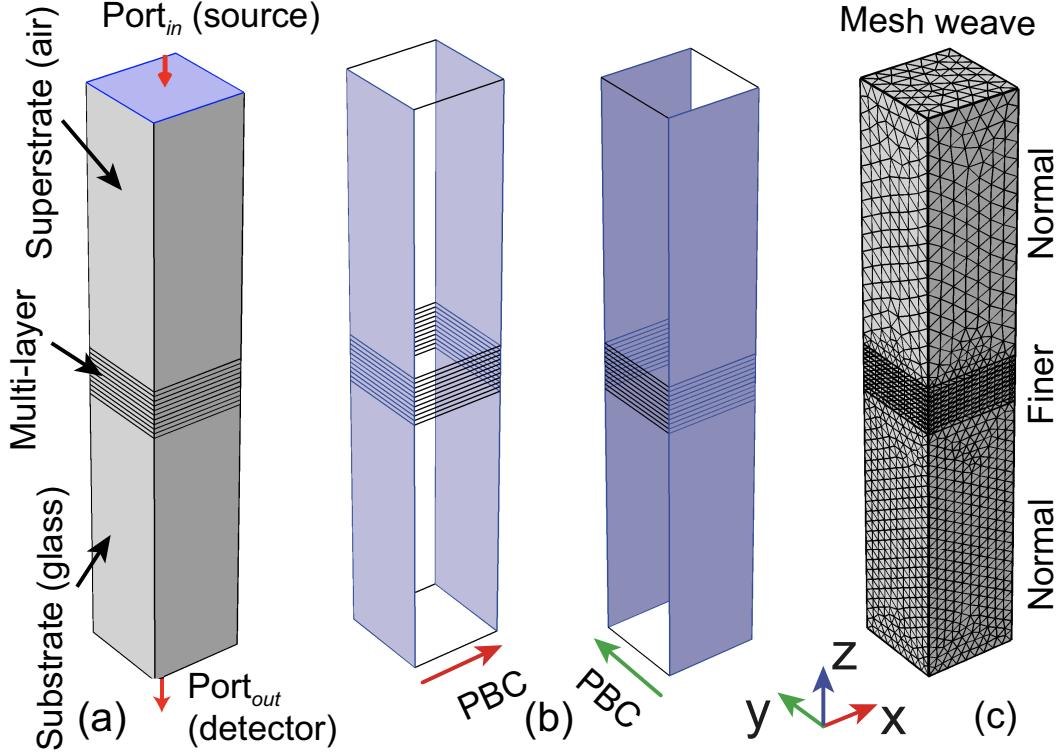 Port_in (source)
Mesh weave
Superstrate (air)
Multi-layer
Substrate (glass)
Port_out
(detector)
(a)
PBC
(b)
PBC
Normal
Finer
Normal
z
y
x
(c)